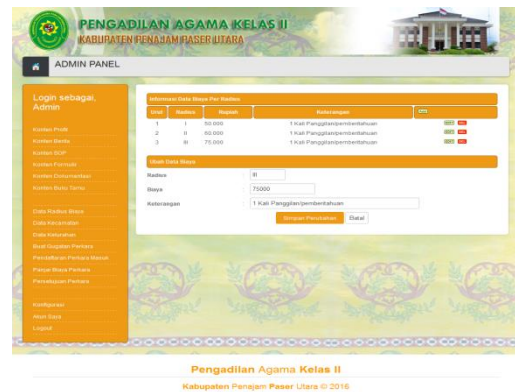 PENGADILAN AGAMA KELAS II
KABUPATEN PENAJAM PASER UTARA
ADMIN PANEL
Login sebagai,
Admin
Konten Profil
Konten Berita
Konten SOP
Konten Formulir
Konten Dokumentasi
Konten Buku Tamu
Data Radius Biaya
Data Kecamatan
Data Kelurahan
Buat Gugatan Perkara
Pendaftaran Perkara Masuk
Panjar Biaya Perkara
Persetujuan Perkara
Konfigurasi
Akun Saya
Logout
Informasi Data Biaya Per Radius
Urut Radius Rupiah Keterangan
1 I 50.000 1 Kali Panggilan/pemberitahuan
2 II 60.000 1 Kali Panggilan/pemberitahuan
3 III 75.000 1 Kali Panggilan/pemberitahuan
Ubah Data Biaya
Radius : III
Biaya : 75000
Keterangan : 1 Kali Panggilan/pemberitahuan
Simpan Perubahan Batal
Pengadilan Agama Kelas II
Kabupaten Penajam Paser Utara © 2016